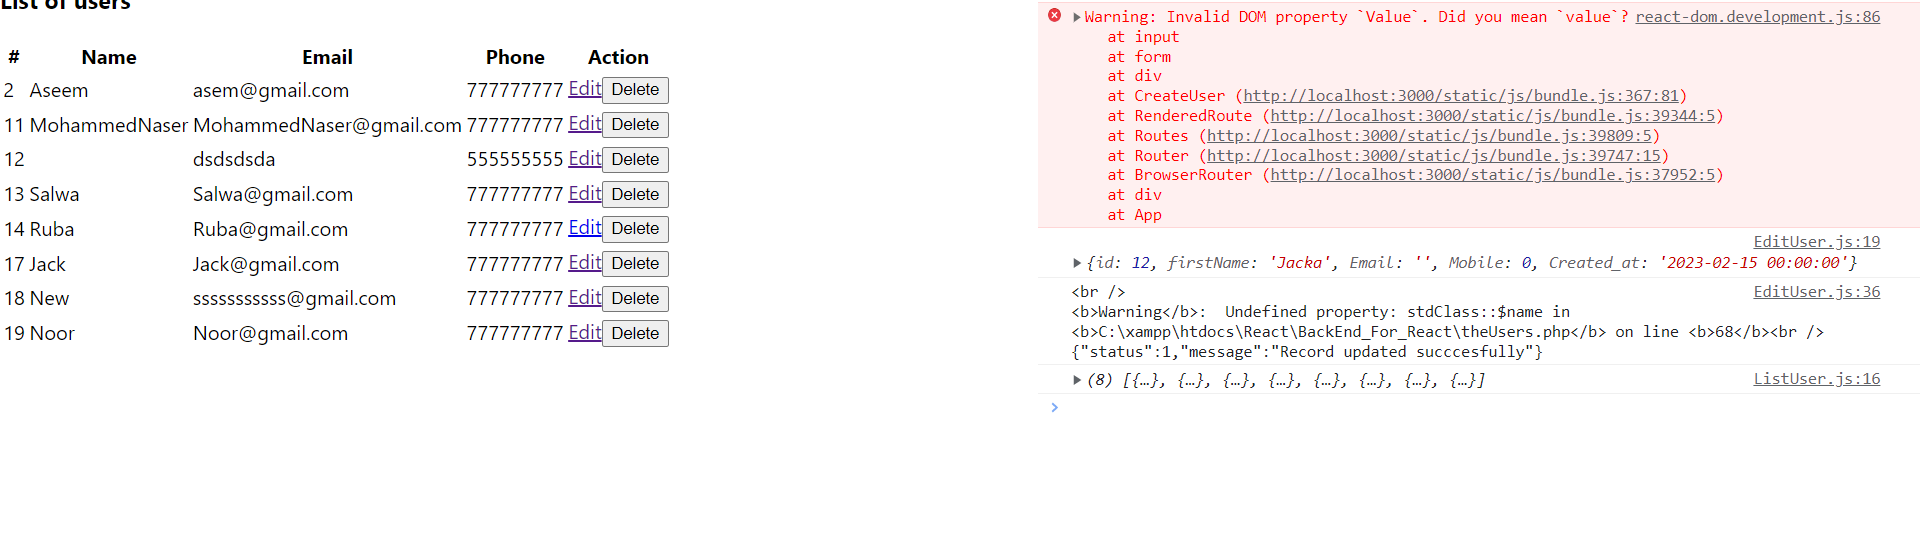 List of users
# Name Email Phone Action
2 Aseem asem@gmail.com 777777777 Edit Delete
11 MohammedNaser MohammedNaser@gmail.com 777777777 Edit Delete
12 dsdsdsda 555555555 Edit Delete
13 Salwa Salwa@gmail.com 777777777 Edit Delete
14 Ruba Ruba@gmail.com 777777777 Edit Delete
17 Jack Jack@gmail.com 777777777 Edit Delete
18 New sssssssssss@gmail.com 777777777 Edit Delete
19 Noor Noor@gmail.com 777777777 Edit Delete
Warning: Invalid DOM property `Value`. Did you mean `value`? react-dom.development.js:86
at input
at form
at div
at CreateUser (http://localhost:3000/static/js/bundle.js:367:81)
at RenderedRoute (http://localhost:3000/static/js/bundle.js:39344:5)
at Routes (http://localhost:3000/static/js/bundle.js:39809:5)
at Router (http://localhost:3000/static/js/bundle.js:39747:15)
at BrowserRouter (http://localhost:3000/static/js/bundle.js:37952:5)
at div
at App
EditUser.js:19
{id: 12, firstName: 'Jacka', Email: '', Mobile: 0, Created_at: '2023-02-15 00:00:00'}
<br /> EditUser.js:36
<b>Warning</b>:  Undefined property: stdClass::$name in
<b>C:\xampp\htdocs\React\BackEnd_For_React\theUsers.php</b> on line <b>68</b><br />
{"status":1,"message":"Record updated succcesfully"}
(8) [{…}, {…}, {…}, {…}, {…}, {…}, {…}, {…}] ListUser.js:16